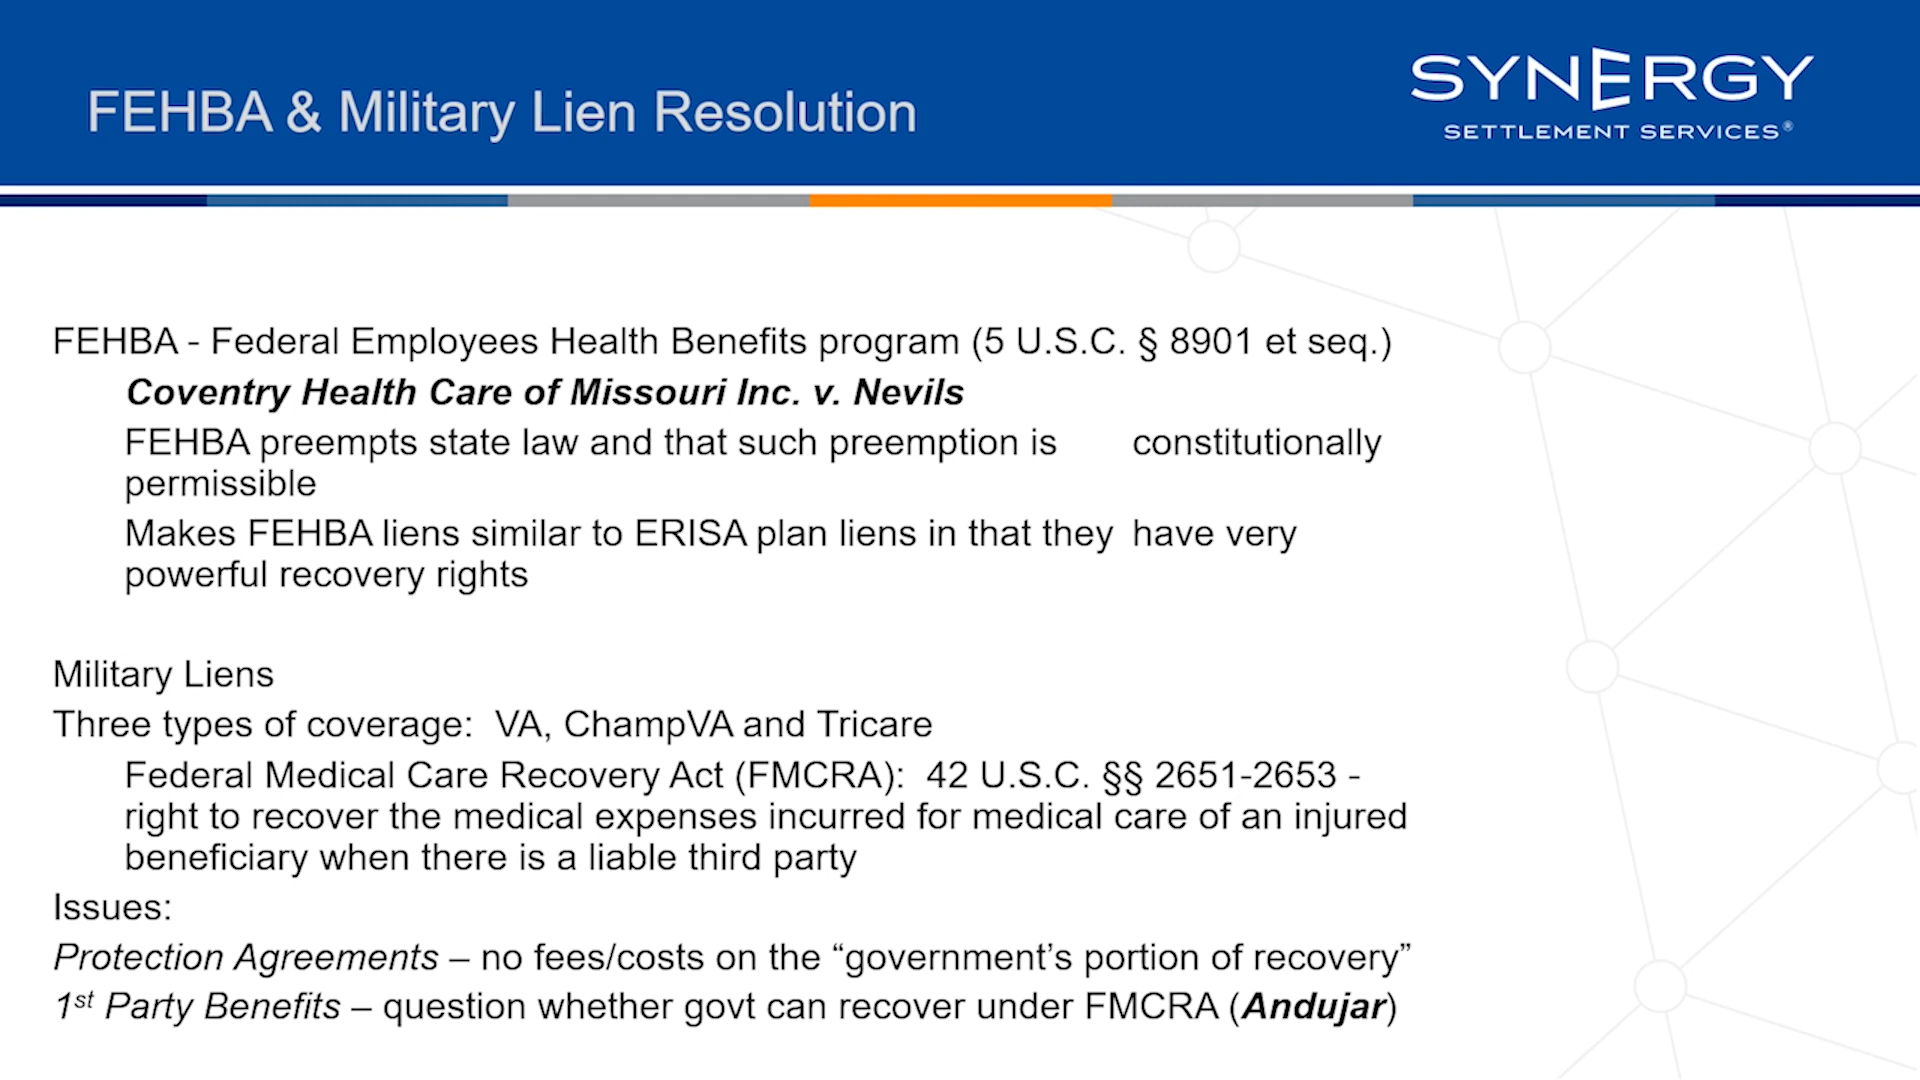 FEHBA & Military Lien Resolution
SYNERGY
SETTLEMENT SERVICES®
FEHBA - Federal Employees Health Benefits program (5 U.S.C. § 8901 et seq.)
Coventry Health Care of Missouri Inc. v. Nevils
FEHBA preempts state law and that such preemption is constitutionally
permissible
Makes FEHBA liens similar to ERISA plan liens in that they have very
powerful recovery rights
Military Liens
Three types of coverage: VA, ChampVA and Tricare
Federal Medical Care Recovery Act (FMCRA): 42 U.S.C. §§ 2651-2653 -
right to recover the medical expenses incurred for medical care of an injured
beneficiary when there is a liable third party
Issues:
Protection Agreements – no fees/costs on the “government’s portion of recovery”
1st Party Benefits – question whether govt can recover under FMCRA (Andujar)